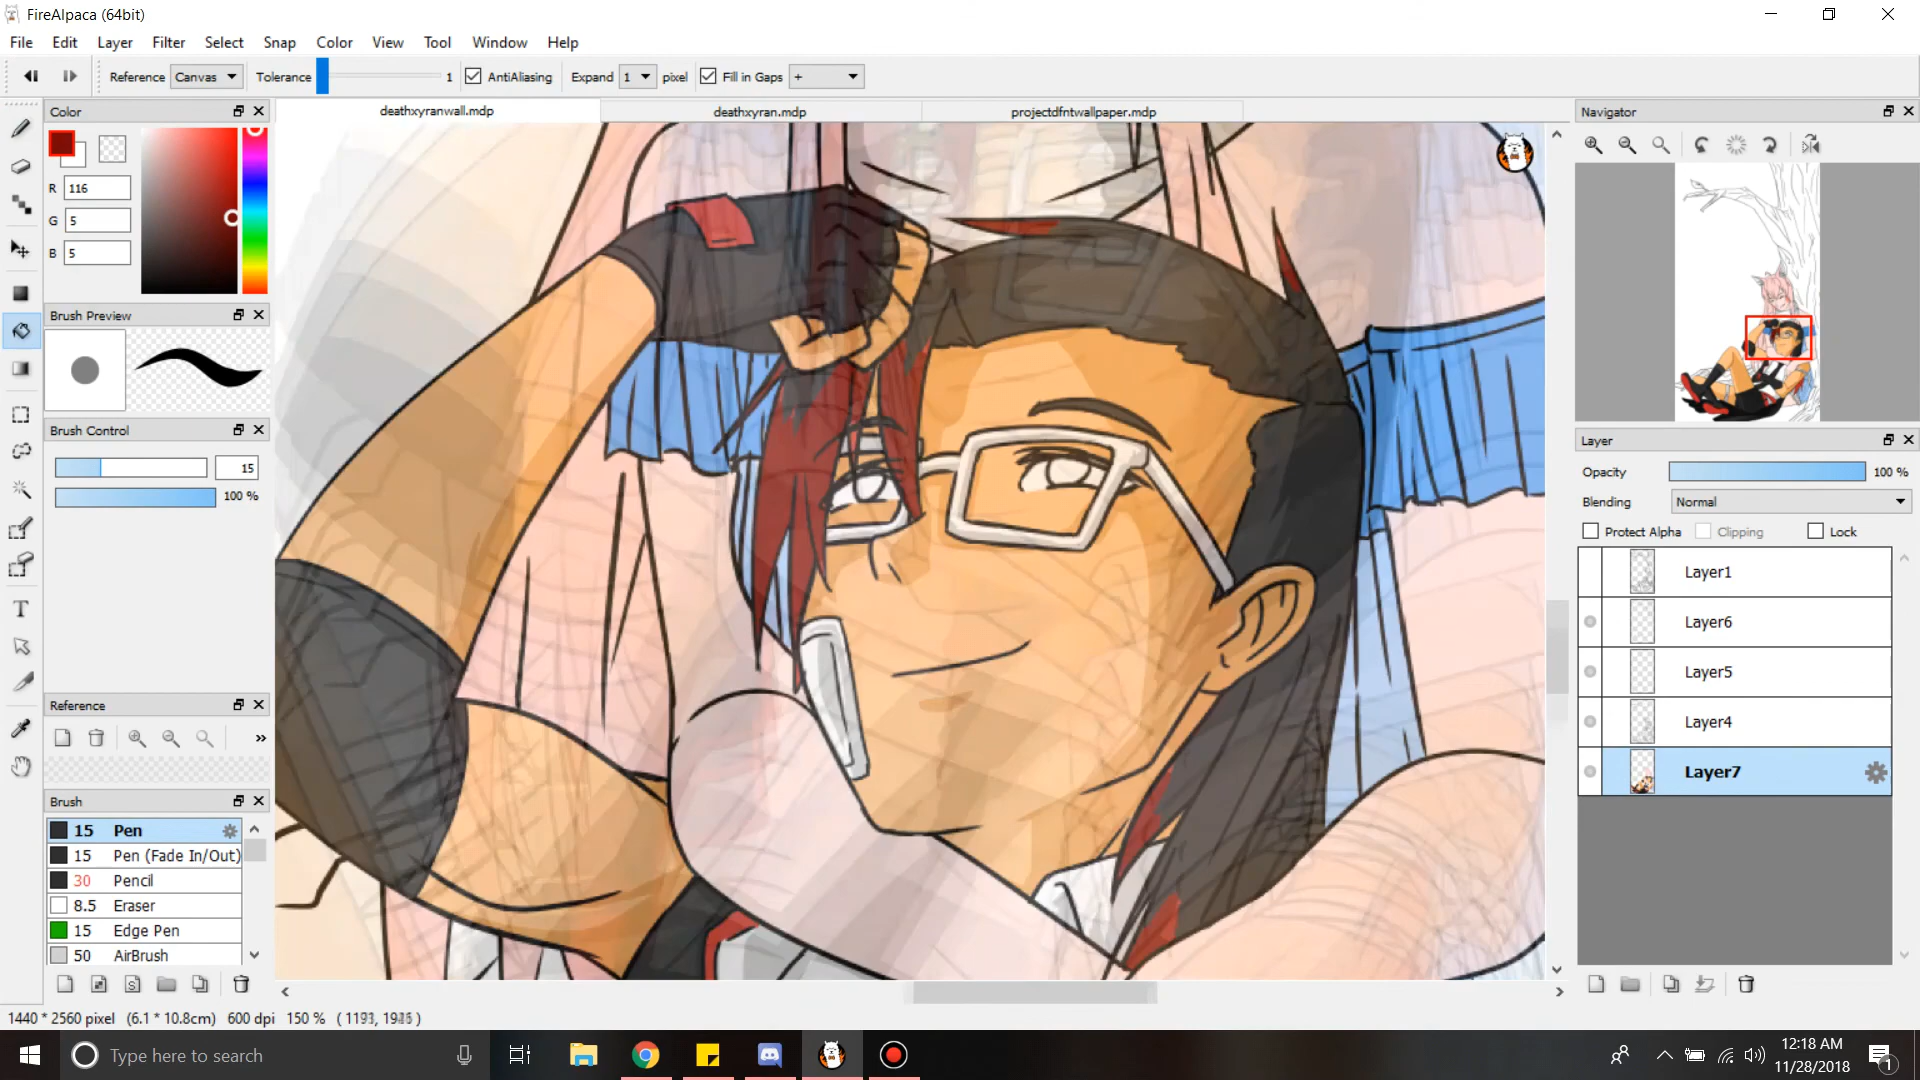 FireAlpaca (64bit)
File Edit Layer Filter Select Snap Color View Tool Window Help
Reference Canvas Tolerance 1 AntiAliasing Expand 1 pixel Fill in Gaps +
Color
deathxyranwall.mdp deathxyran.mdp projectdfntwallpaper.mdp
Navigator
R 116
G 5
B 5
Brush Preview
Brush Control
15
100 %
Layer
Opacity 100 %
Blending Normal
Protect Alpha Clipping Lock
Layer1
Layer6
Layer5
Layer4
Layer7
Reference
»
Brush
15 Pen
15 Pen (Fade In/Out)
30 Pencil
8.5 Eraser
15 Edge Pen
50 AirBrush
1440 * 2560 pixel (6.1 * 10.8cm) 600 dpi 150 %
Type here to search
12:18 AM
11/28/2018
1